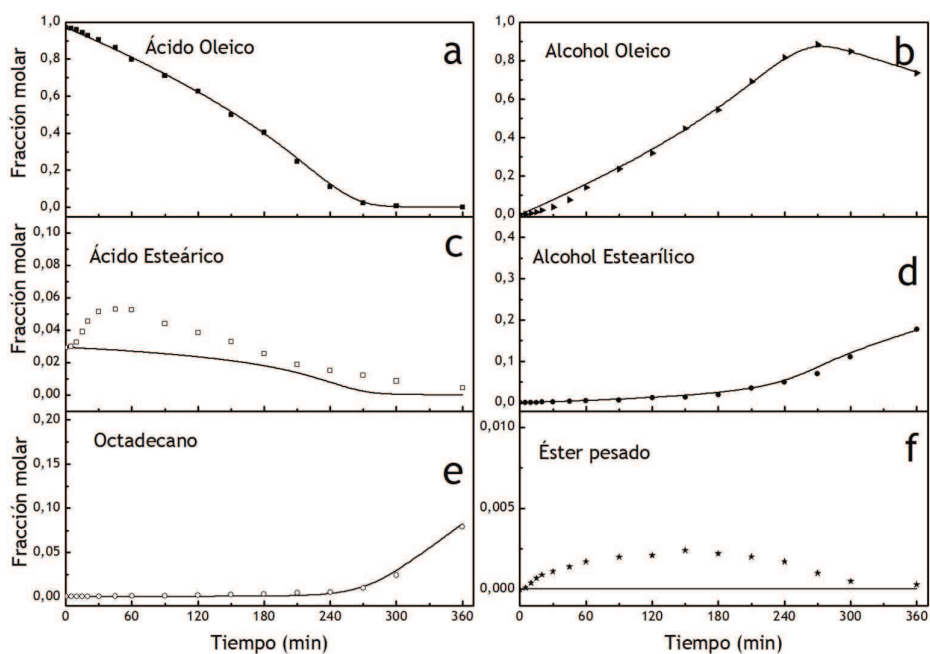 Fracción molar
1,0
0,8
0,6
0,4
0,2
0,0
Ácido Oleico
a
1,0
0,8
0,6
0,4
0,2
0,0
Alcohol Oleico
b
Fracción molar
0,10
0,08
0,06
0,04
0,02
0,00
Ácido Esteárico
c
0,4
0,3
0,2
0,1
0,0
Alcohol Estearílico
d
Fracción molar
0,20
0,15
0,10
0,05
0,00
Octadecano
e
0,010
0,005
0,000
Éster pesado
f
0 60 120 180 240 300 360
Tiempo (min)
0 60 120 180 240 300 360
Tiempo (min)